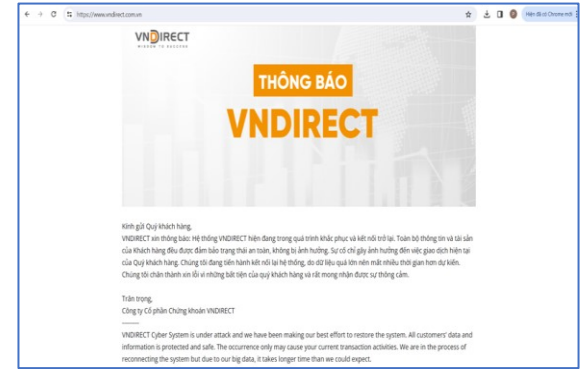 https://www.vndirect.com.vn
Hiện đã có Chrome mới
VNDIRECT
WISDOM TO SUCCESS
THÔNG BÁO
VNDIRECT
Kính gửi Quý khách hàng,
VNDIRECT xin thông báo: Hệ thống VNDIRECT hiện đang trong quá trình khắc phục và kết nối trở lại. Toàn bộ thông tin và tài sản
của Khách hàng đều được đảm bảo trạng thái an toàn, không bị ảnh hưởng. Sự cố chỉ gây ảnh hưởng đến việc giao dịch hiện tại
của Quý khách hàng. Chúng tôi đang tiến hành kết nối lại hệ thống, do dữ liệu quá lớn nên mất nhiều thời gian hơn dự kiến.
Chúng tôi chân thành xin lỗi vì những bất tiện của quý khách hàng và rất mong nhận được sự thông cảm.
Trân trọng,
Công ty Cổ phần Chứng khoán VNDIRECT
---------
VNDIRECT Cyber System is under attack and we have been making our best effort to restore the system. All customers' data and
information is protected and safe. The occurrence only may cause your current transaction activities. We are in the process of
reconnecting the system but due to our big data, it takes longer time than we could expect.